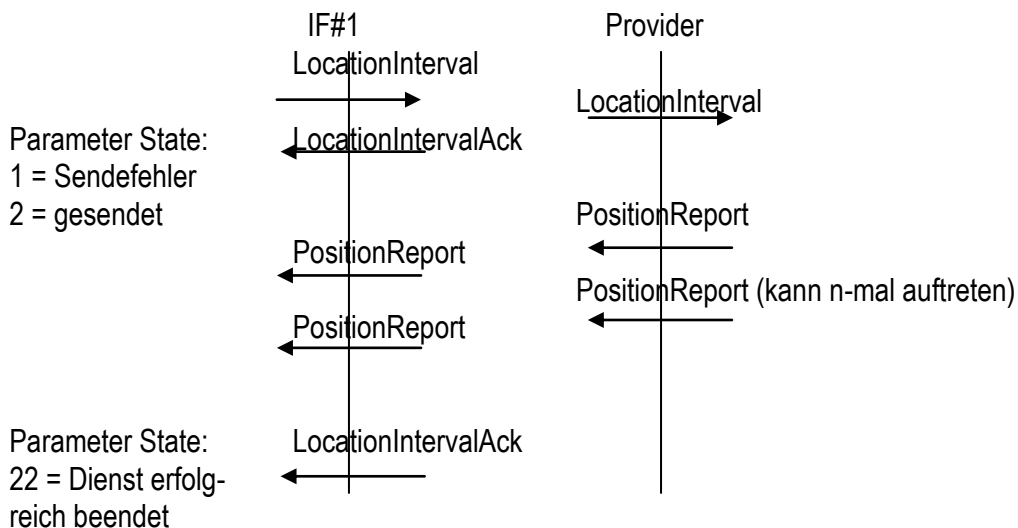 IF#1
Provider
LocationInterval
LocationInterval
Parameter State:
1 = Sendefehler
2 = gesendet
LocationIntervalAck
PositionReport
PositionReport
PositionReport (kann n-mal auftreten)
PositionReport
Parameter State:
22 = Dienst erfolg-
reich beendet
LocationIntervalAck